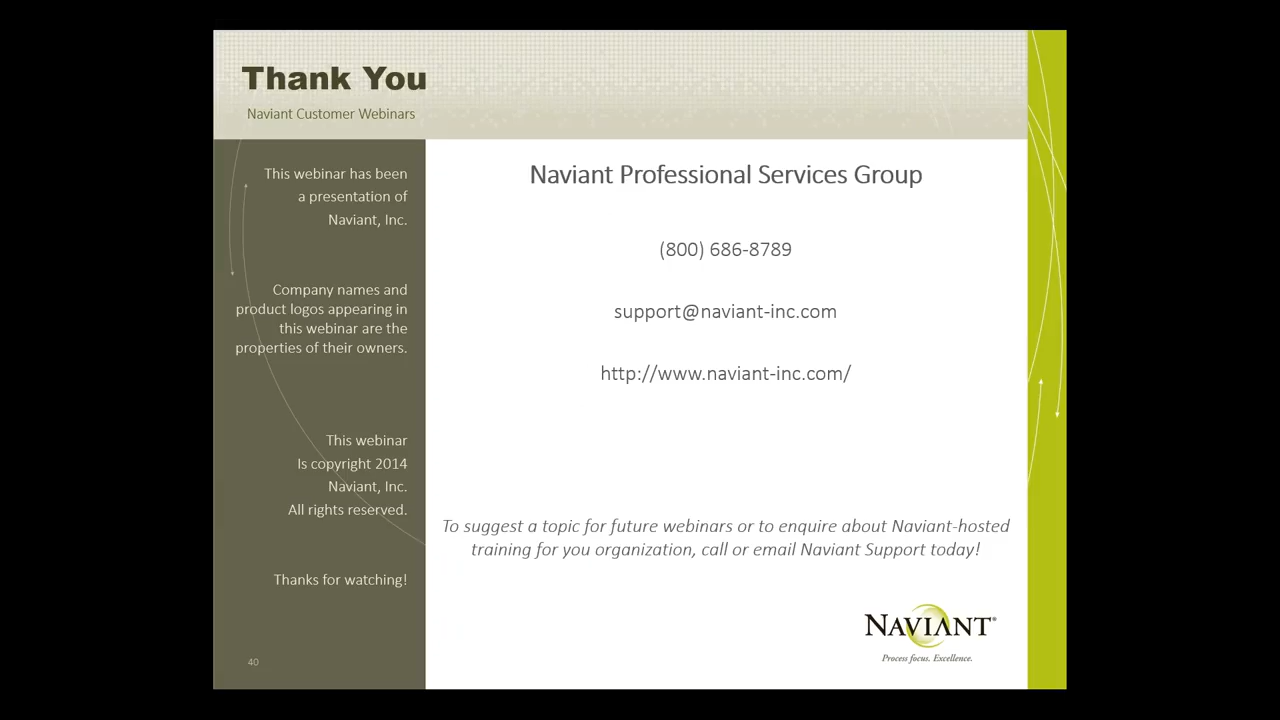 Thank You
Naviant Customer Webinars
This webinar has been
a presentation of
Naviant, Inc.
Company names and
product logos appearing in
this webinar are the
properties of their owners.
This webinar
Is copyright 2014
Naviant, Inc.
All rights reserved.
Thanks for watching!
40
Naviant Professional Services Group
(800) 686-8789
support@naviant-inc.com
http://www.naviant-inc.com/
To suggest a topic for future webinars or to enquire about Naviant-hosted
training for you organization, call or email Naviant Support today!
NAVIANT®
Process focus. Excellence.